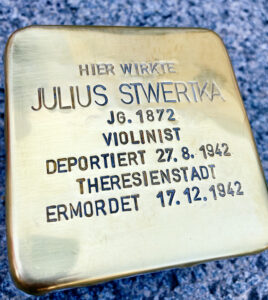 HIER WIRKTE
JULIUS STWERTKA
JG. 1872
VIOLINIST
DEPORTIERT 27.8.1942
THERESIENSTADT
ERMORDET 17.12.1942